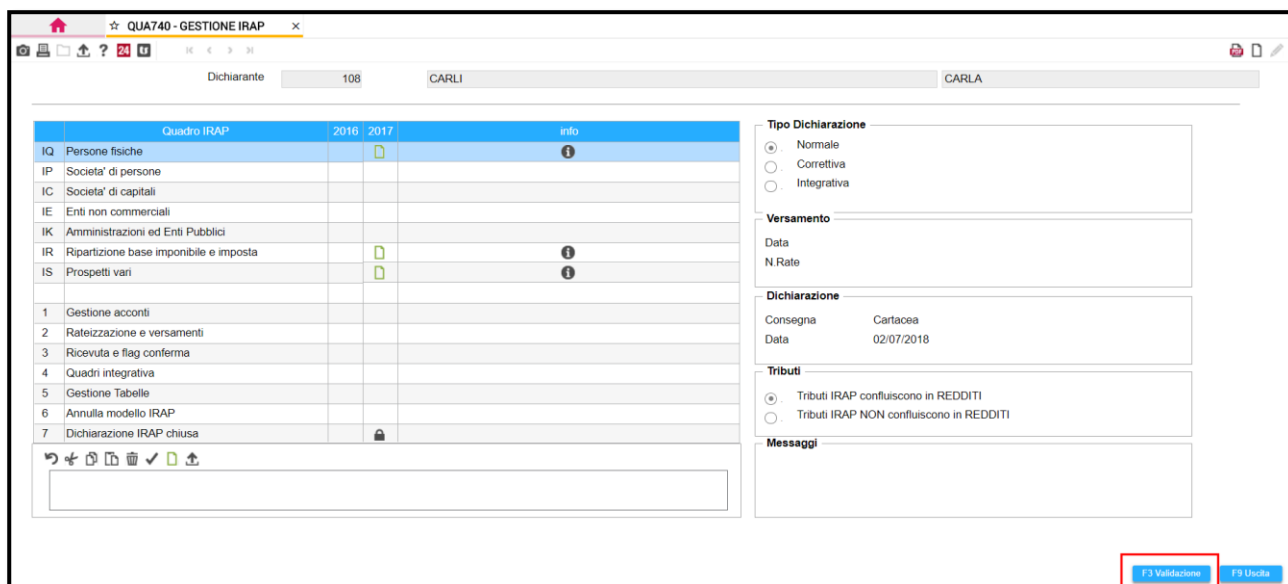 ☆ QUA740 - GESTIONE IRAP ×
? 24
PDF
Dichiarante 108 CARLI CARLA
Quadro IRAP 2016 2017 info
IQ Persone fisiche
IP Societa' di persone
IC Societa' di capitali
IE Enti non commerciali
IK Amministrazioni ed Enti Pubblici
IR Ripartizione base imponibile e imposta
IS Prospetti vari
1 Gestione acconti
2 Rateizzazione e versamenti
3 Ricevuta e flag conferma
4 Quadri integrativa
5 Gestione Tabelle
6 Annulla modello IRAP
7 Dichiarazione IRAP chiusa
Tipo Dichiarazione
Normale
Correttiva
Integrativa
Versamento
Data
N.Rate
Dichiarazione
Consegna Cartacea
Data 02/07/2018
Tributi
Tributi IRAP confluiscono in REDDITI
Tributi IRAP NON confluiscono in REDDITI
Messaggi
F3 Validazione F9 Uscita